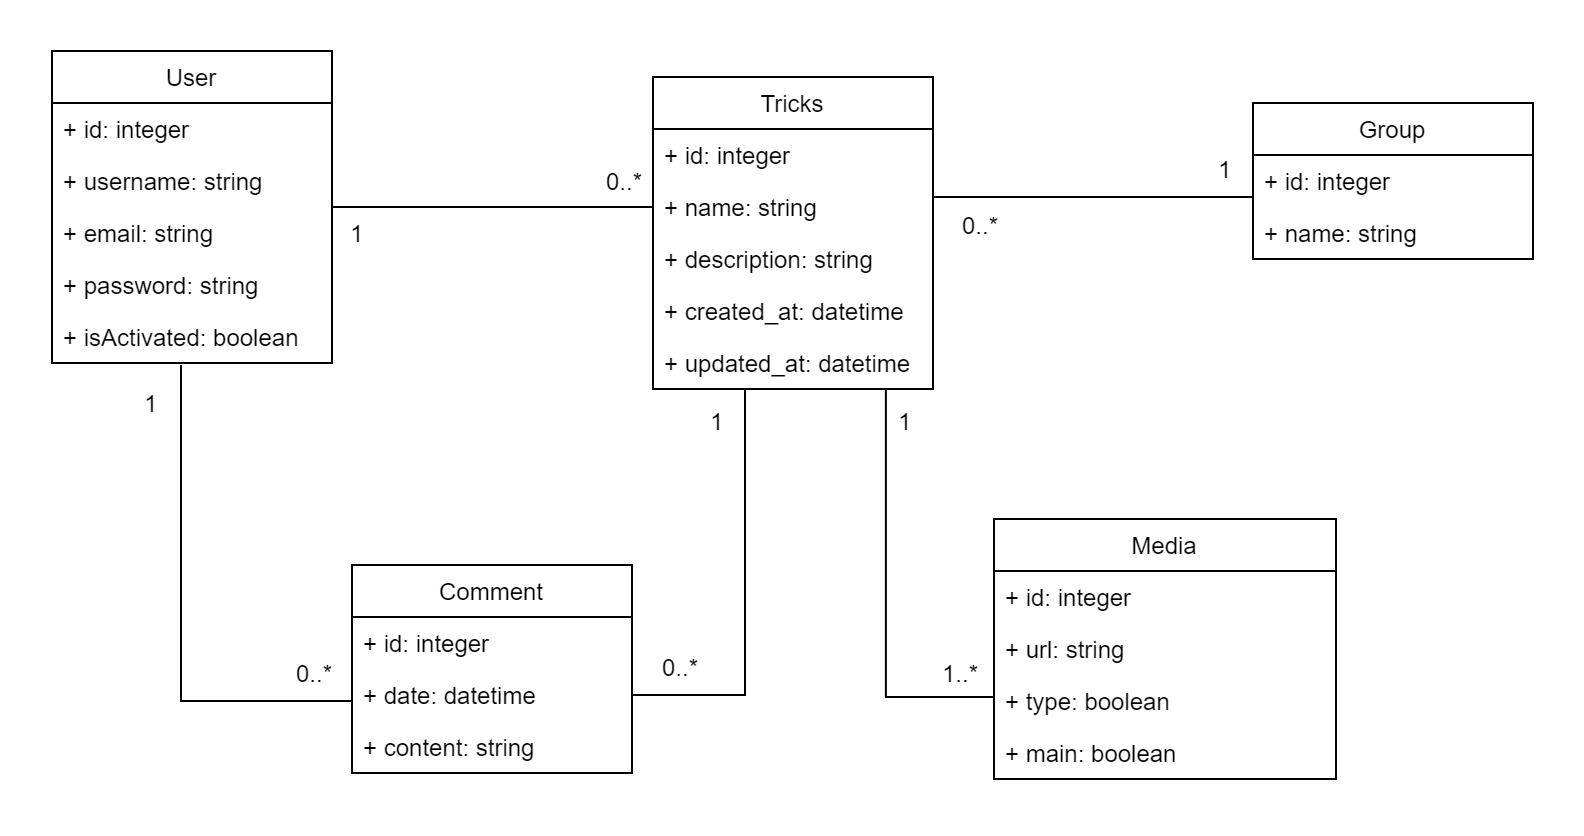 User
+ id: integer
+ username: string
+ email: string
+ password: string
+ isActivated: boolean
1
0..*
Tricks
+ id: integer
+ name: string
+ description: string
+ created_at: datetime
+ updated_at: datetime
0..*
1
Group
+ id: integer
+ name: string
1
0..*
Comment
+ id: integer
+ date: datetime
+ content: string
1
0..*
1
1..*
Media
+ id: integer
+ url: string
+ type: boolean
+ main: boolean